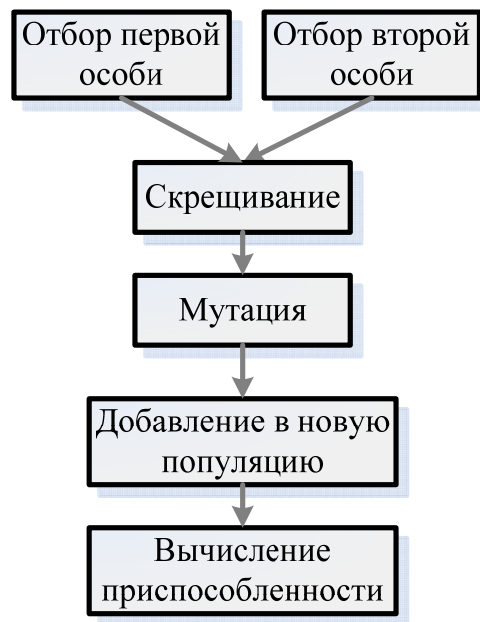 Отбор первой
особи
Отбор второй
особи
Скрещивание
Мутация
Добавление в новую
популяцию
Вычисление
приспособленности